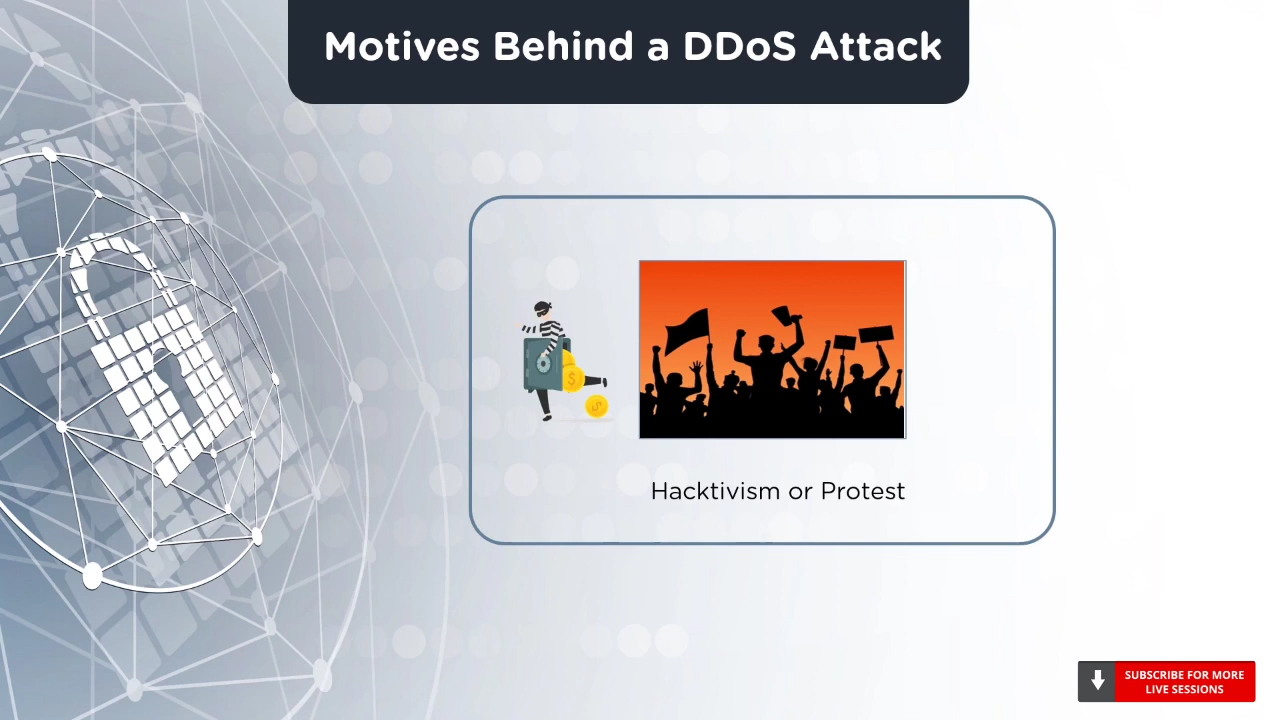 Motives Behind a DDoS Attack
Hacktivism or Protest
SUBSCRIBE FOR MORE
LIVE SESSIONS